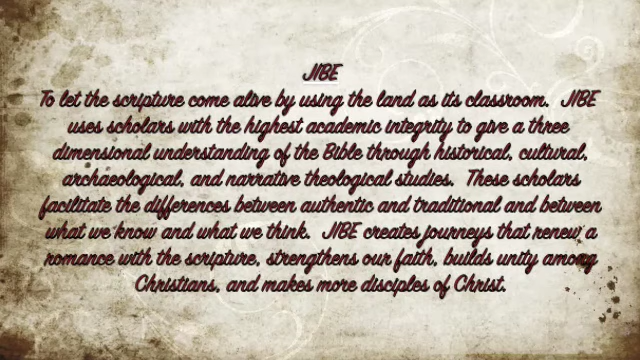 NBE
To let the scripture come alive by using the land as its classroom. NBE
uses scholars with the highest academic integrity to give a three
dimensional understanding of the Bible through historical, cultural,
archaeological, and narrative theological studies. These scholars
facilitate the differences between authentic and traditional and between
what we know and what we think. NBE creates journeys that renew a
romance with the scripture, strengthens our faith, builds unity among
Christians, and makes more disciples of Christ.